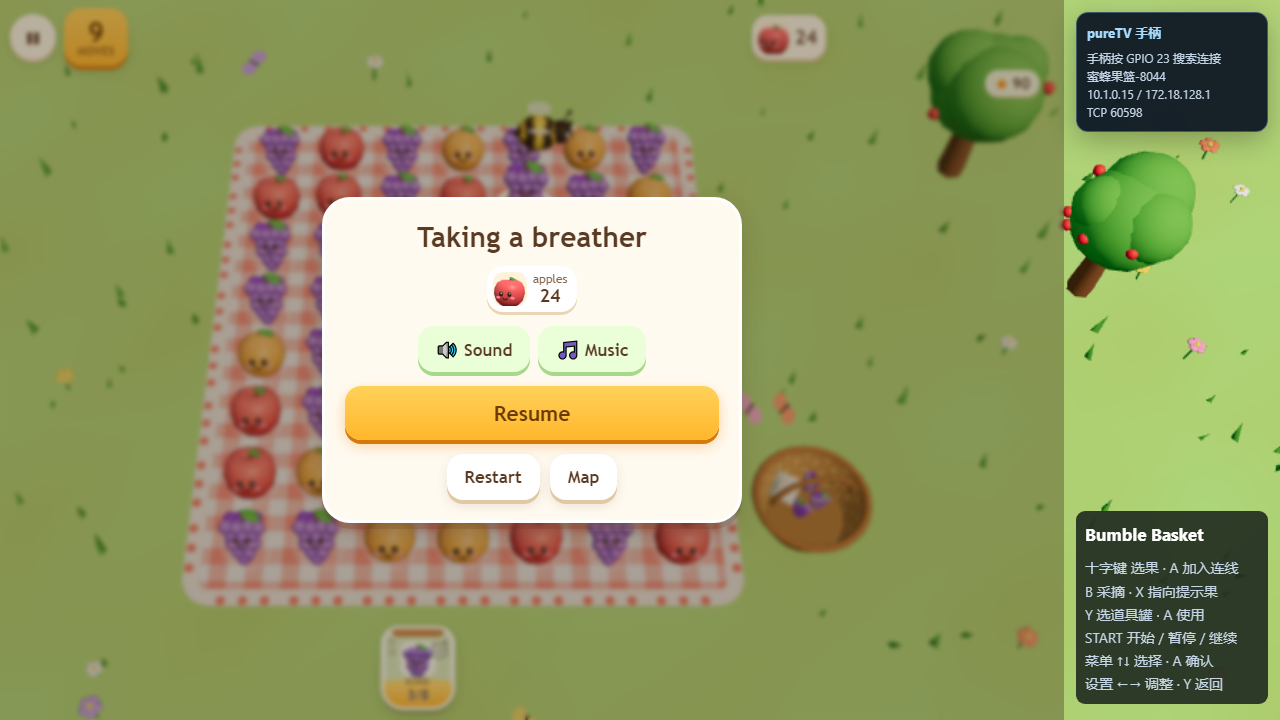 9
24
90
Taking a breather
apples
24
Sound
Music
Resume
Restart
Map
pureTV 手柄
手柄按 GPIO 23 搜索连接
蜜蜂果篮-8044
10.1.0.15 / 172.18.128.1
TCP 60598
Bumble Basket
十字键 选果 · A 加入连线
B 采摘 · X 指向提示果
Y 选道具罐 · A 使用
START 开始 / 暂停 / 继续
菜单 ↑↓ 选择 · A 确认
设置 ←→ 调整 · Y 返回